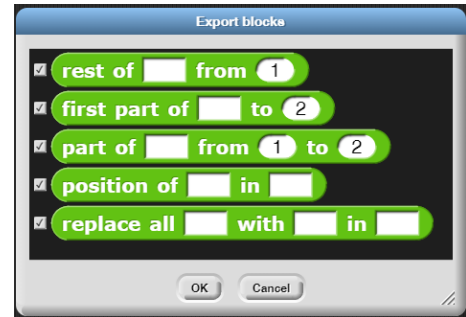 Export blocks
rest of from 1
first part of to 2
part of from 1 to 2
position of in
replace all with in
OK Cancel